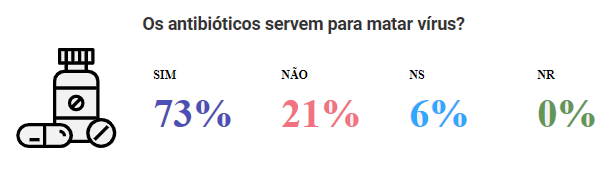 Os antibióticos servem para matar vírus?
SIM NÃO NS NR
73% 21% 6% 0%